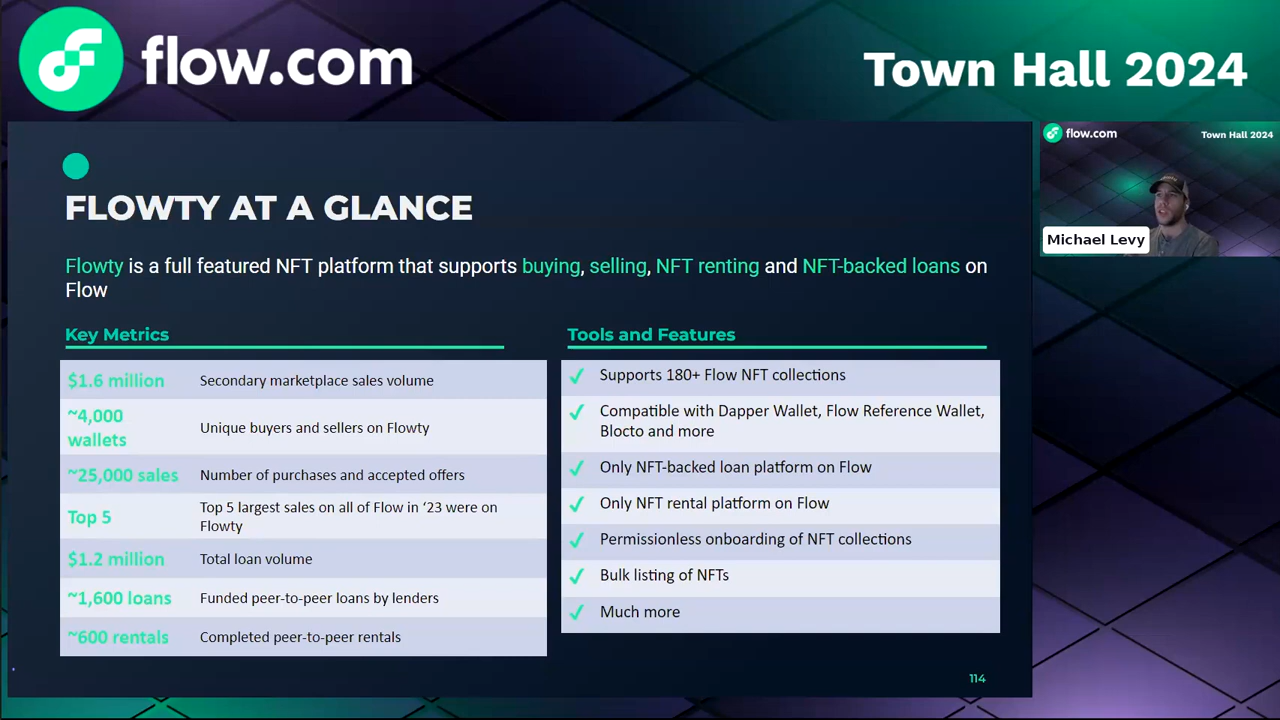 flow.com
Town Hall 2024
flow.com
Town Hall 2024
Michael Levy
FLOWTY AT A GLANCE
Flowty is a full featured NFT platform that supports buying, selling, NFT renting and NFT-backed loans on
Flow
Key Metrics
$1.6 million Secondary marketplace sales volume
~4,000
wallets
Unique buyers and sellers on Flowty
~25,000 sales Number of purchases and accepted offers
Top 5
Top 5 largest sales on all of Flow in ‘23 were on
Flowty
$1.2 million Total loan volume
~1,600 loans Funded peer-to-peer loans by lenders
~600 rentals Completed peer-to-peer rentals
Tools and Features
✓ Supports 180+ Flow NFT collections
✓ Compatible with Dapper Wallet, Flow Reference Wallet,
Blocto and more
✓ Only NFT-backed loan platform on Flow
✓ Only NFT rental platform on Flow
✓ Permissionless onboarding of NFT collections
✓ Bulk listing of NFTs
✓ Much more
114